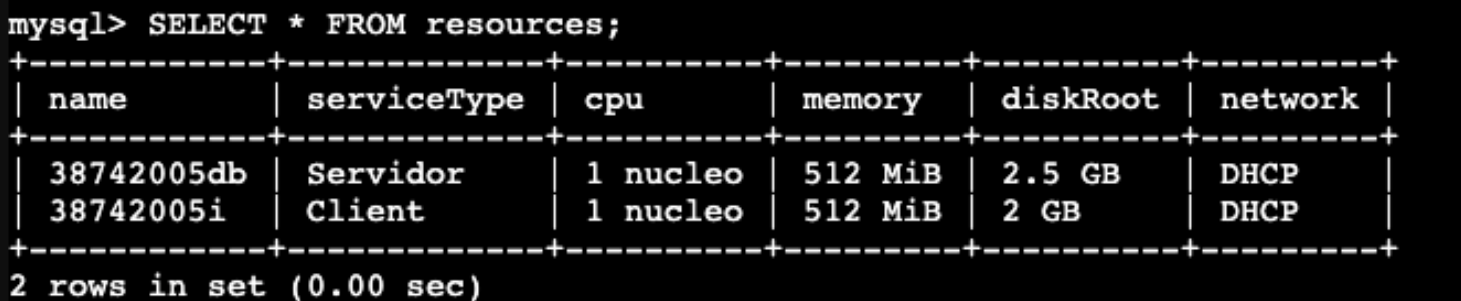 mysql> SELECT * FROM resources;
+------------+-------------+----------+---------+----------+---------+
| name       | serviceType | cpu      | memory  | diskRoot | network |
+------------+-------------+----------+---------+----------+---------+
| 38742005db | Servidor    | 1 nucleo | 512 MiB | 2.5 GB   | DHCP    |
| 38742005i  | Client      | 1 nucleo | 512 MiB | 2 GB     | DHCP    |
+------------+-------------+----------+---------+----------+---------+
2 rows in set (0.00 sec)